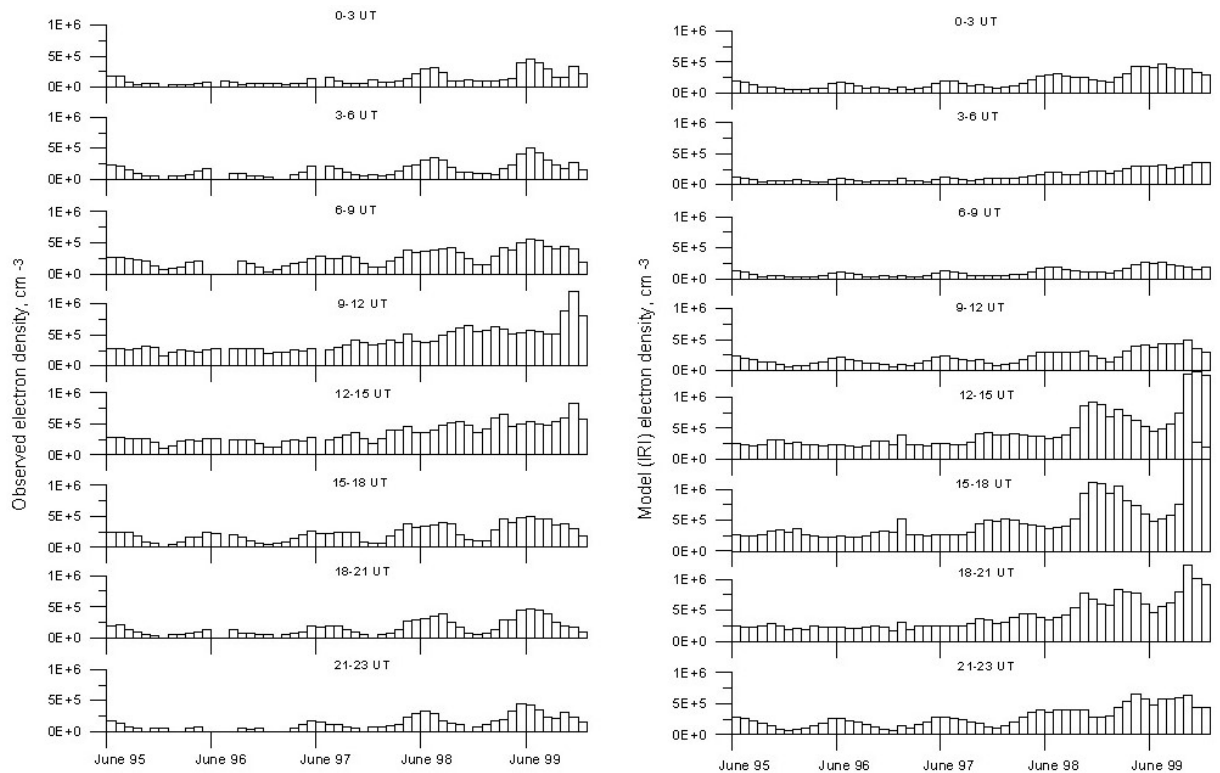 Observed electron density, cm -3
0-3 UT
1E+6
5E+5
0E+0
3-6 UT
1E+6
5E+5
0E+0
6-9 UT
1E+6
5E+5
0E+0
9-12 UT
1E+6
5E+5
0E+0
12-15 UT
1E+6
5E+5
0E+0
15-18 UT
1E+6
5E+5
0E+0
18-21 UT
1E+6
5E+5
0E+0
21-23 UT
1E+6
5E+5
0E+0
June 95 June 96 June 97 June 98 June 99
Model (IRI) electron density, cm -3
0-3 UT
1E+6
5E+5
0E+0
3-6 UT
1E+6
5E+5
0E+0
6-9 UT
1E+6
5E+5
0E+0
9-12 UT
1E+6
5E+5
0E+0
12-15 UT
1E+6
5E+5
0E+0
15-18 UT
1E+6
5E+5
0E+0
18-21 UT
1E+6
5E+5
0E+0
21-23 UT
1E+6
5E+5
0E+0
June 95 June 96 June 97 June 98 June 99